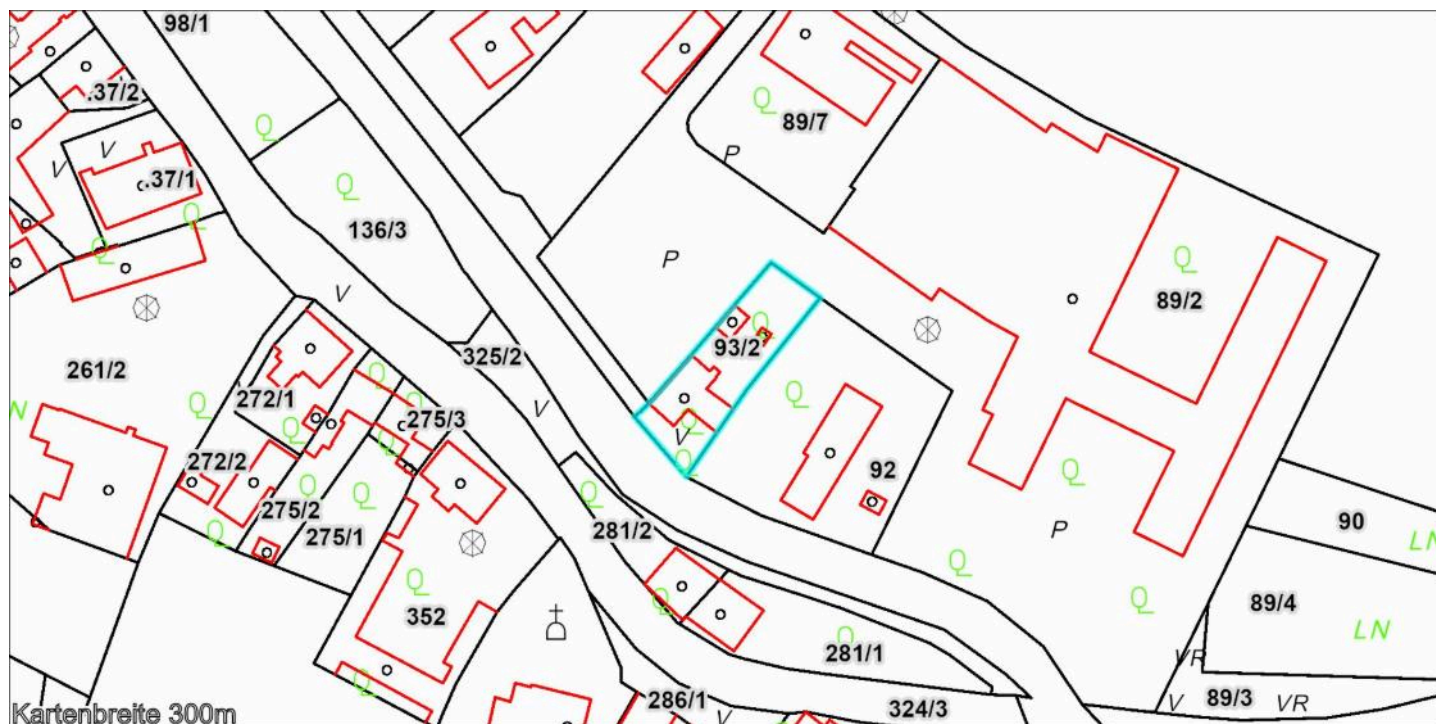 98/1
.37/2
Q
89/7
V
V
P
.37/1
Q
Q
136/3
Q
P
Q
89/2
V
Q
93/2
325/2
261/2
272/1
Q
Q
Q
Q
V
275/3
LN
Q
Q
Q
V
Q
272/2
Q
Q
92
Q
275/2
275/1
Q
Q
281/2
P
90
LN
Q
Q
Q
Q
89/4
352
LN
Q
281/1
VR
Q
286/1
V
324/3
V
89/3
VR
Kartenbreite 300m